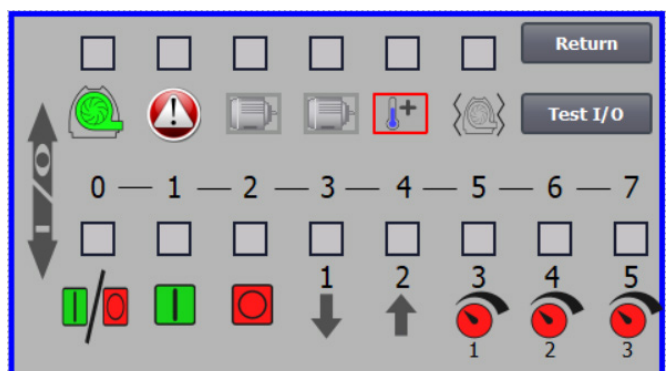 Return
Test I/O
I/O
0 — 1 — 2 — 3 — 4 — 5 — 6 — 7
1 2 3 4 5
1 2 3